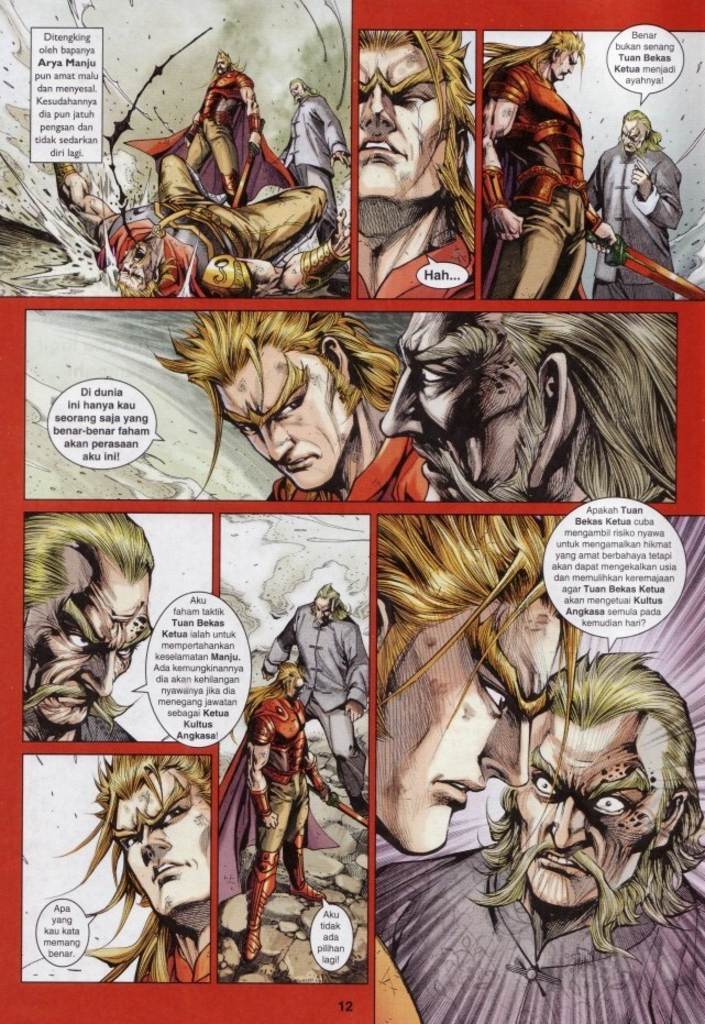 Ditengking
oleh bapanya
Arya Manju
pun amat malu
dan menyesal.
Kesudahannya
dia pun jatuh
pengsan dan
tidak sedarkan
diri lagi.
Hah...
Benar
bukan senang
Tuan Bekas
Ketua menjadi
ayahnya!
Di dunia
ini hanya kau
seorang saja yang
benar-benar faham
akan perasaan
aku ini!
Aku
faham taktik
Tuan Bekas
Ketua ialah untuk
mempertahankan
keselamatan Manju.
Ada kemungkinannya
dia akan kehilangan
nyawanya jika dia
menegang jawatan
sebagai Ketua
Kultus
Angkasa!
Apa
yang
kau kata
memang
benar.
Aku
tidak
ada
pilihan
lagi!
Apakah Tuan
Bekas Ketua cuba
mengambil risiko nyawa
untuk mengamalkan hikmat
yang amat berbahaya tetapi
akan dapat mengekalkan usia
dan memulihkan keremajaan
agar Tuan Bekas Ketua
akan mengetuai Kultus
Angkasa semula pada
kemudian hari?
3
12